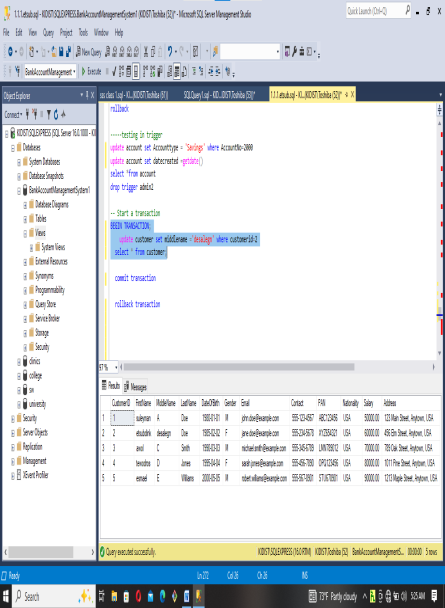 1.1.1.etsub.sql - KIDIST\SQLEXPRESS.BankAccountManagementSystem1 (KIDIST\Toshiba (52))* - Microsoft SQL Server Management Studio
Quick Launch (Ctrl+Q)
File Edit View Query Project Tools Window Help
New Query
BankAccountManagement
Execute
Object Explorer
sas class 1.sql - KI...(KIDIST\Toshiba (61))
SQLQuery1.sql - KID...DIST\Toshiba (53))*
1.1.1.etsub.sql - KI...(KIDIST\Toshiba (52))*
Connect
KIDIST\SQLEXPRESS (SQL Server 16.0.1000 - KI
Databases
System Databases
Database Snapshots
BankAccountManagementSystem1
Database Diagrams
Tables
Views
System Views
External Resources
Synonyms
Programmability
Query Store
Service Broker
Storage
Security
clinics
college
sw
university
Security
Server Objects
Replication
Management
XEvent Profiler
rollback
-----testing in trigger
update account set Accounttype = 'Savings' where AccountNo=2000
update account set datecreated =getdate()
select *from account
drop trigger admin2
-- Start a transaction
BEGIN TRANSACTION;
update customer set middlename ='desalegn' where customerid=2
select * from customer;
commit transaction
rollback transaction
97 %
Results Messages
CustomerID FirstName MiddleName LastName DateOfBirth Gender Email Contact PAN Nationality Salary Address
1 1 suleyman A Doe 1980-01-01 M john.doe@example.com 555-123-4567 ABC123456 USA 50000.00 123 Main Street, Anytown, USA
2 2 etsubdink desalegn Doe 1985-02-02 F jane.doe@example.com 555-234-5678 XYZ654321 USA 60000.00 456 Elm Street, Anytown, USA
3 3 awol C Smith 1990-03-03 M michael.smith@example.com 555-345-6789 LMN789012 USA 70000.00 789 Oak Street, Anytown, USA
4 4 tewodros D Jones 1995-04-04 F sarah.jones@example.com 555-456-7890 OPQ123456 USA 80000.00 1011 Pine Street, Anytown, USA
5 5 esmael E Williams 2000-05-05 M robert.williams@example.com 555-567-8901 STU678901 USA 90000.00 1213 Maple Street, Anytown, USA
Query executed successfully.
KIDIST\SQLEXPRESS (16.0 RTM) KIDIST\Toshiba (52) BankAccountManagementS... 00:00:00 5 rows
Ready
Ln 272 Col 26 Ch 26 INS
Search
73°F Partly cloudy
5:25 AM